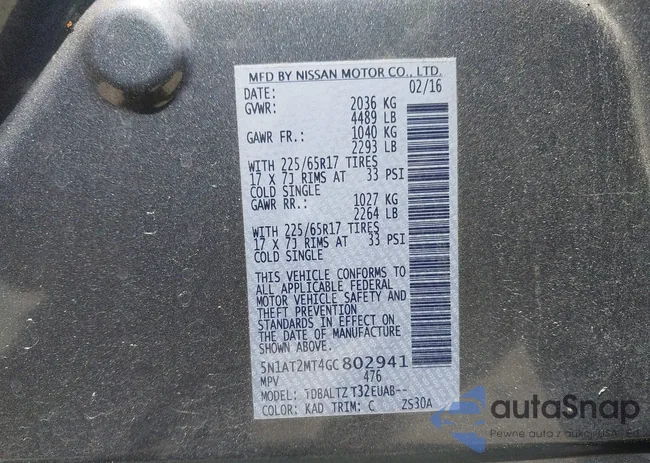 MFD BY NISSAN MOTOR CO., LTD.
DATE: 02/16
GVWR: 2036 KG
4489 LB
GAWR FR.: 1040 KG
2293 LB
WITH 225/65R17 TIRES
17 X 7J RIMS AT 33 PSI
COLD SINGLE
GAWR RR.: 1027 KG
2264 LB
WITH 225/65R17 TIRES
17 X 7J RIMS AT 33 PSI
COLD SINGLE
THIS VEHICLE CONFORMS TO
ALL APPLICABLE FEDERAL
MOTOR VEHICLE SAFETY AND
THEFT PREVENTION
STANDARDS IN EFFECT ON
THE DATE OF MANUFACTURE
SHOWN ABOVE.
5N1AT2MT4GC802941
MPV 476
MODEL: TDBALTZ T32EUAB--
COLOR: KAD TRIM: C ZS30A
autaSnap
Pewne auta z aukcji USA